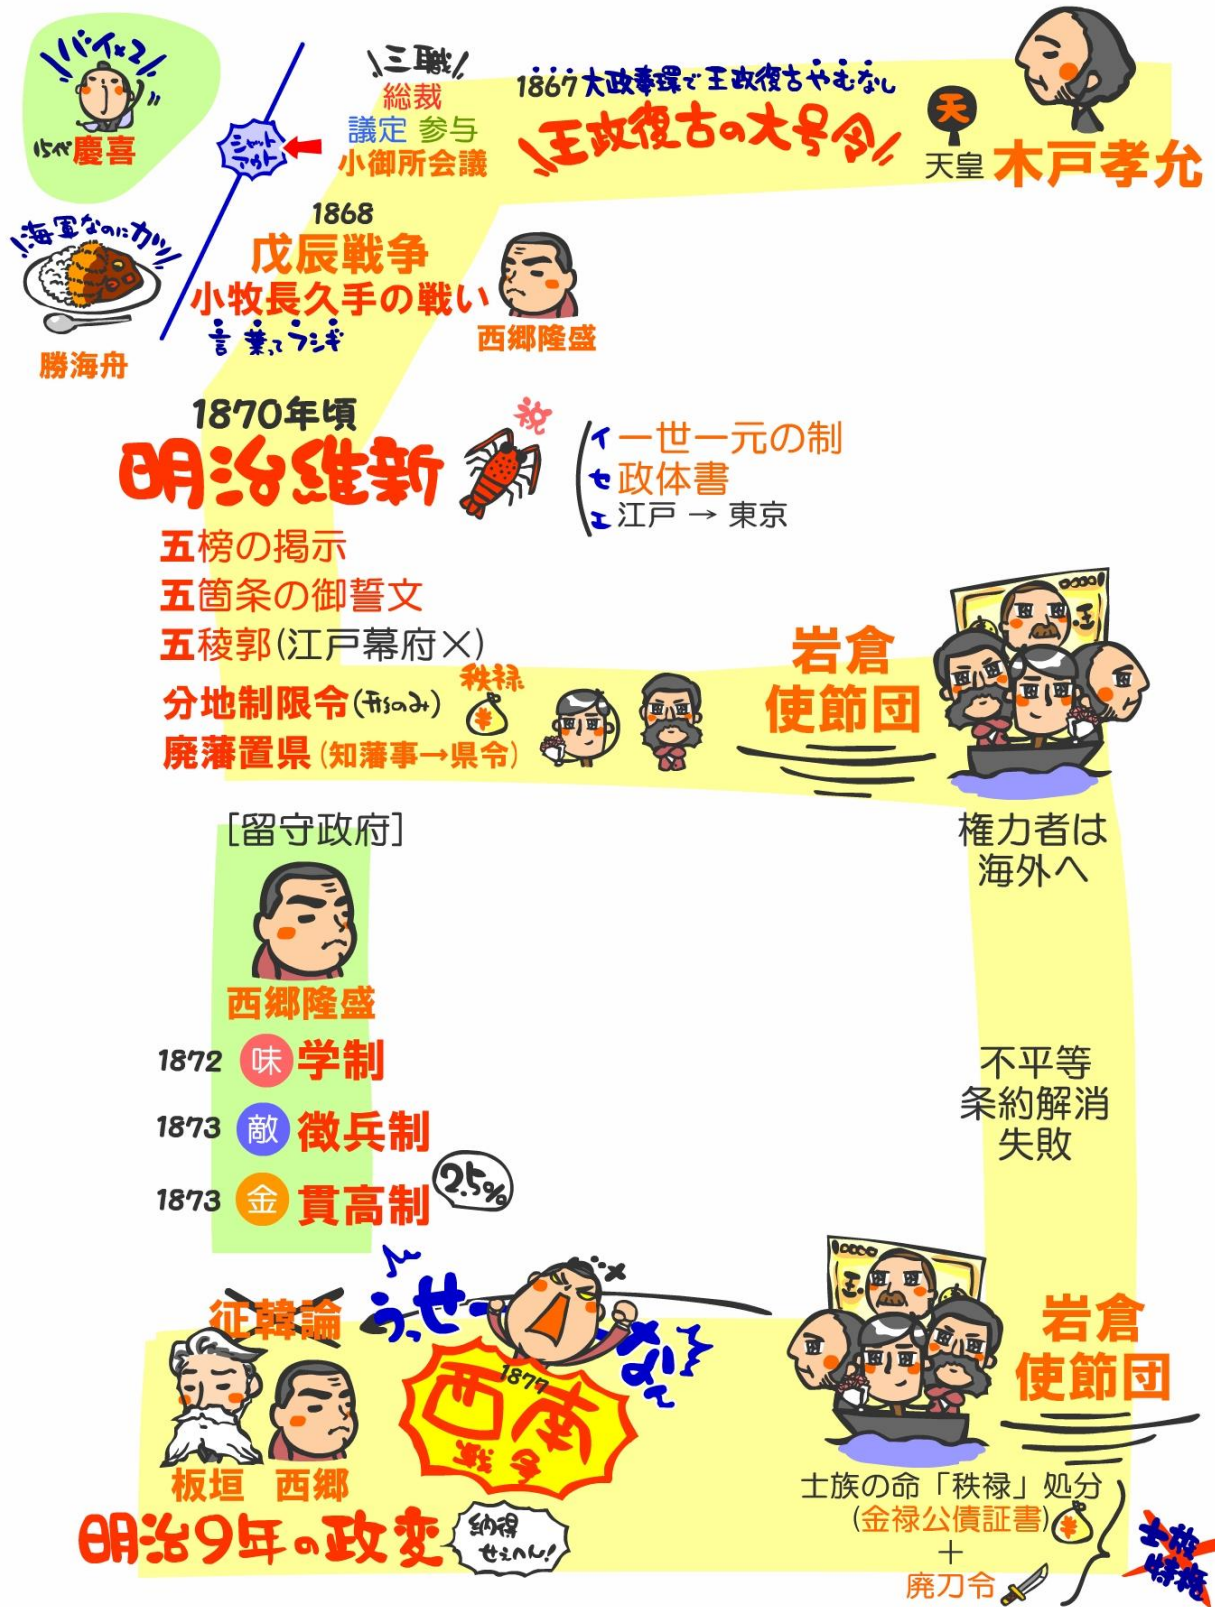 バイ×2
15代慶喜
シャットアウト
三職
総裁
議定 参与
小御所会議
1867 大政奉環で王政復古やむなし
王政復古の大号令
天
天皇
木戸孝允
海軍なのにカツ
勝海舟
1868
戊辰戦争
小牧長久手の戦い
西郷隆盛
1870年頃
明治維新
祝
イ 一世一元の制
セ 政体書
エ 江戸 → 東京
五榜の掲示
五箇条の御誓文
五稜郭(江戸幕府×)
分地制限令(形のみ)
秩禄
廃藩置県(知藩事→県令)
岩倉
使節団
権力者は
海外へ
[留守政府]
西郷隆盛
1872 味 学制
1873 敵 徴兵制
1873 金 貫高制
2.5%
不平等
条約解消
失敗
征韓論
うっせー
1877
西南
戦争
板垣
西郷
明治9年の政変
納得
せえへん!
10000
岩倉
使節団
士族の命「秩禄」処分
(金禄公債証書)
+
廃刀令
士族
特権